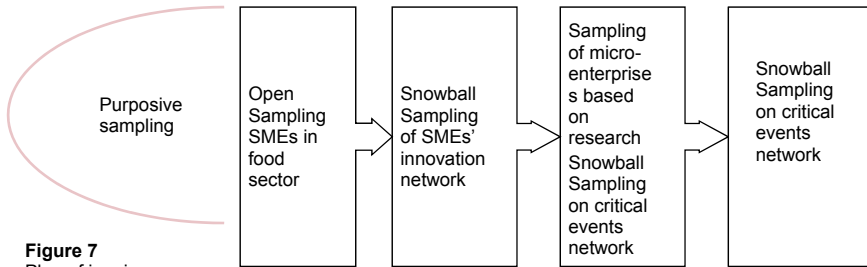 Purposive
sampling
Open
Sampling
SMEs in
food
sector
Snowball
Sampling
of SMEs'
innovation
network
Sampling
of micro-
enterprise
s based
on
research
Snowball
Sampling
on critical
events
network
Snowball
Sampling
on critical
events
network
Figure 7